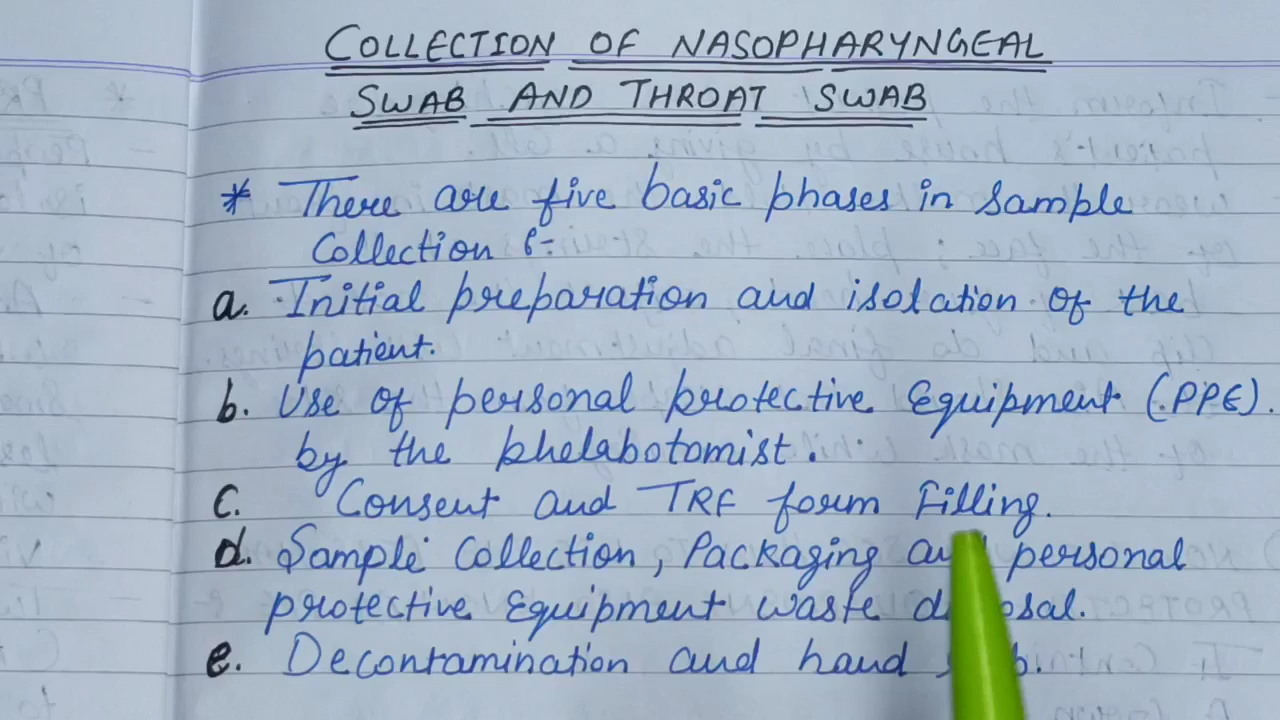 COLLECTION OF NASOPHARYNGEAL
SWAB AND THROAT SWAB
* There are five basic phases in Sample
Collection :-
a. Initial preparation and isolation of the
patient.
b. Use of personal protective Equipment (PPE).
by the phelabotomist.
c. Consent and TRF form Filling.
d. Sample Collection, Packaging and personal
protective Equipment waste
e. Decontamination and hand